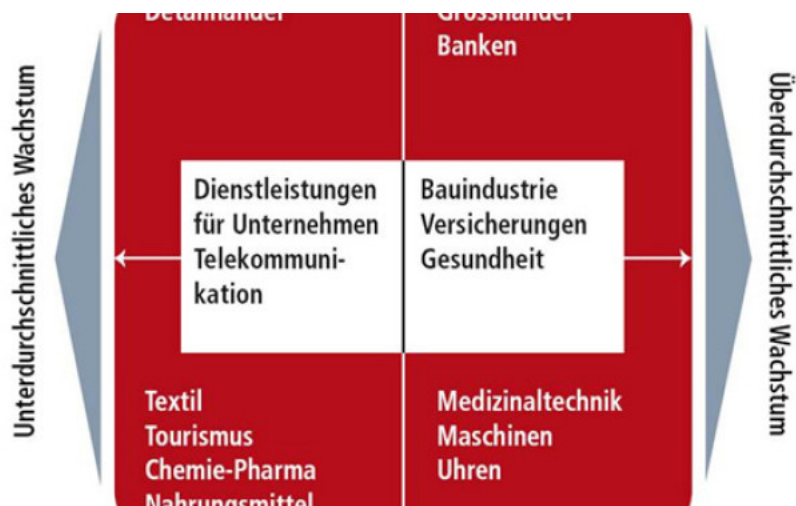 Banken
Unterdurchschnittliches Wachstum
Dienstleistungen
für Unternehmen
Telekommuni-
kation
Bauindustrie
Versicherungen
Gesundheit
Überdurchschnittliches Wachstum
Textil
Tourismus
Chemie-Pharma
Nahrungsmittel
Medizinaltechnik
Maschinen
Uhren